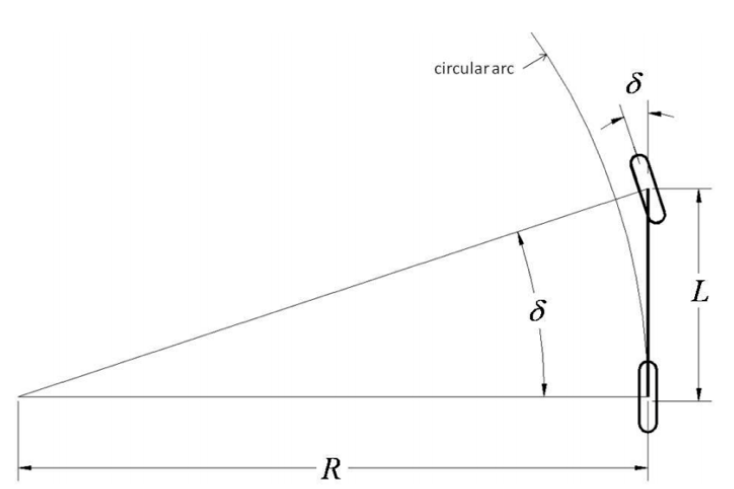 circular arc
δ
δ
L
R